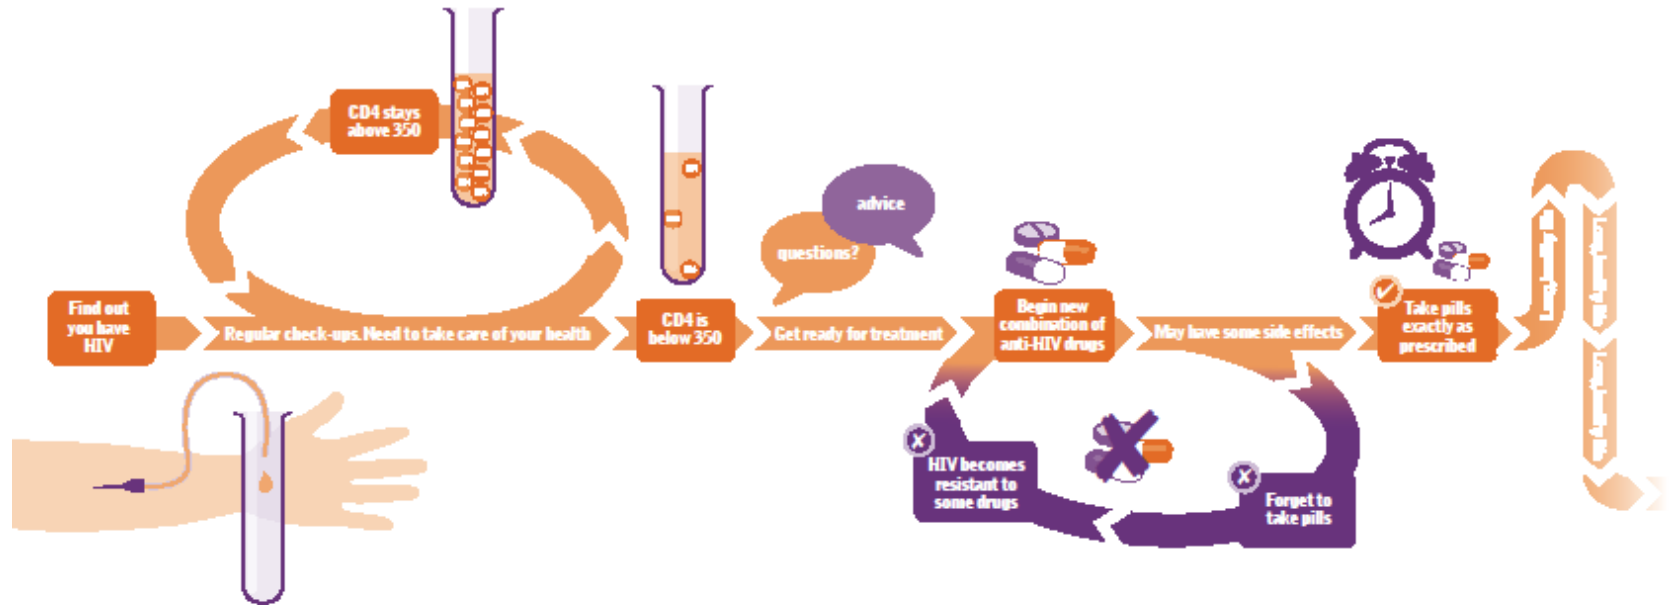 CD4 stays
above 350
advice
questions?
Find out
you have
HIV
Regular check-ups. Need to take care of your health
CD4 is
below 350
Get ready for treatment
Begin new
combination of
anti-HIV drugs
May have some side effects
Take pills
exactly as
prescribed
HIV becomes
resistant to
some drugs
Forget to
take pills